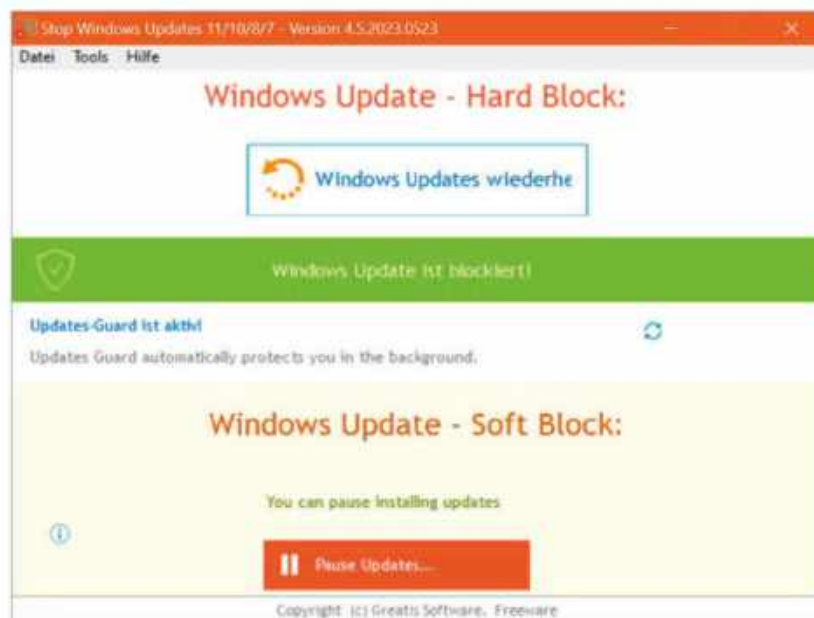 Stop Windows Updates 11/10/8/7 - Version 4.5.2023.0523
Datei Tools Hilfe
Windows Update - Hard Block:
Windows Updates wiederhe
Windows Update ist blockiert!
Updates-Guard ist aktiv!
Updates Guard automatically protects you in the background.
Windows Update - Soft Block:
You can pause installing updates
Pause Updates...
Copyright (c) Greatis Software. Freeware